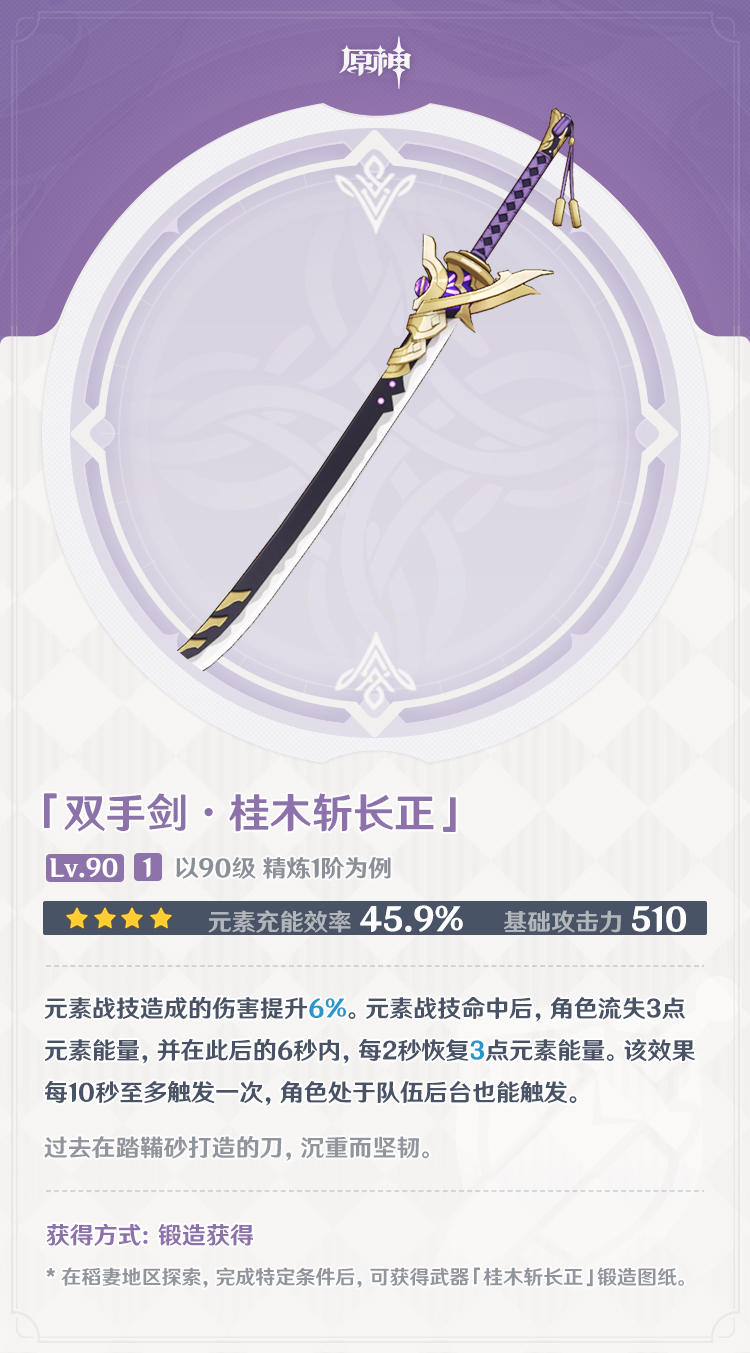 原神
「双手剑·桂木斩长正」
Lv.90 1 以90级 精炼1阶为例
元素充能效率 45.9% 基础攻击力 510
元素战技造成的伤害提升6%。元素战技命中后，角色流失3点
元素能量，并在此后的6秒内，每2秒恢复3点元素能量。该效果
每10秒至多触发一次，角色处于队伍后台也能触发。
过去在踏鞴砂打造的刀，沉重而坚韧。
获得方式: 锻造获得
* 在稻妻地区探索，完成特定条件后，可获得武器「桂木斩长正」锻造图纸。